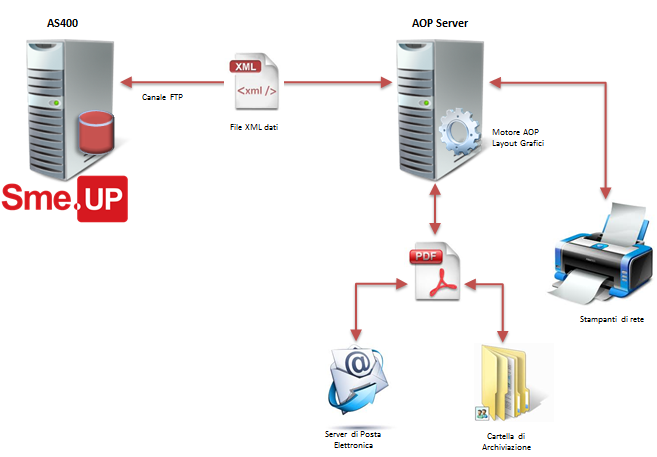 AS400
AOP Server
XML
<xml />
Canale FTP
File XML dati
Motore AOP
Layout Grafici
Sme.UP
PDF
Stampanti di rete
@
Server di Posta
Elettronica
Cartella di
Archiviazione